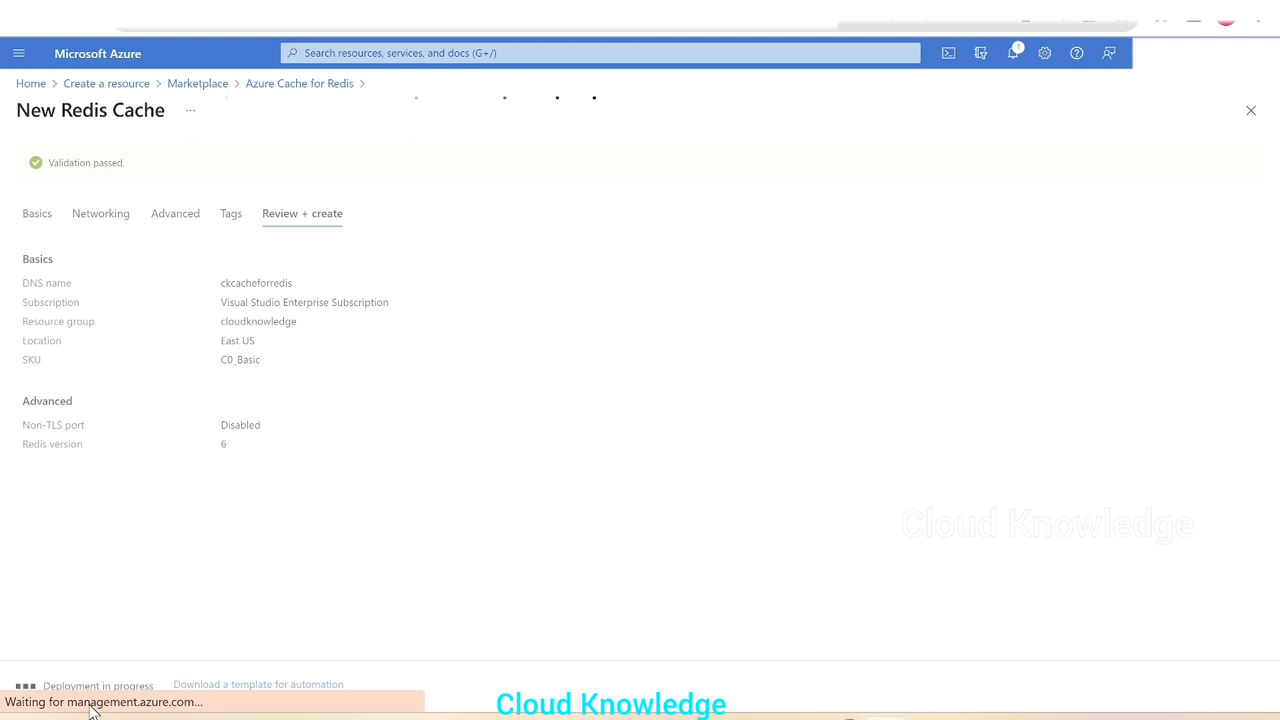 Microsoft Azure
Search resources, services, and docs (G+/)
1
Home > Create a resource > Marketplace > Azure Cache for Redis >
New Redis Cache ...
Validation passed.
Basics Networking Advanced Tags Review + create
Basics
DNS name ckcacheforredis
Subscription Visual Studio Enterprise Subscription
Resource group cloudknowledge
Location East US
SKU C0_Basic
Advanced
Non-TLS port Disabled
Redis version 6
Cloud Knowledge
Deployment in progress Download a template for automation
Waiting for management.azure.com...
Cloud Knowledge